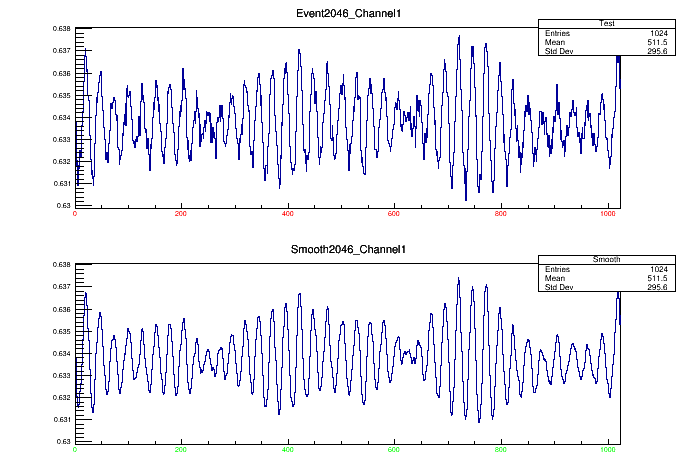 Event2046_Channel1
Test
Entries 1024
Mean 511.5
Std Dev 295.6
0.638
0.637
0.636
0.635
0.634
0.633
0.632
0.631
0.63
0 200 400 600 800 1000
Smooth2046_Channel1
Smooth
Entries 1024
Mean 511.5
Std Dev 295.6
0.638
0.637
0.636
0.635
0.634
0.633
0.632
0.631
0.63
0 200 400 600 800 1000